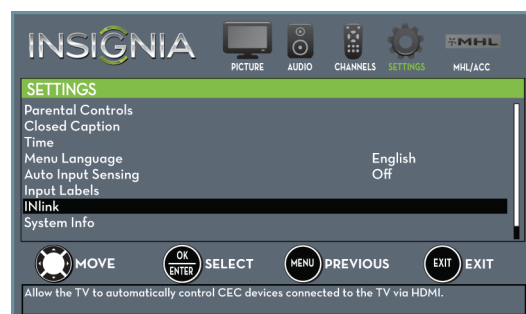 INSIGNIA
PICTURE AUDIO CHANNELS SETTINGS MHL MHL/ACC
SETTINGS
Parental Controls
Closed Caption
Time
Menu Language English
Auto Input Sensing Off
Input Labels
INlink
System Info
MOVE OK ENTER SELECT MENU PREVIOUS EXIT EXIT
Allow the TV to automatically control CEC devices connected to the TV via HDMI.